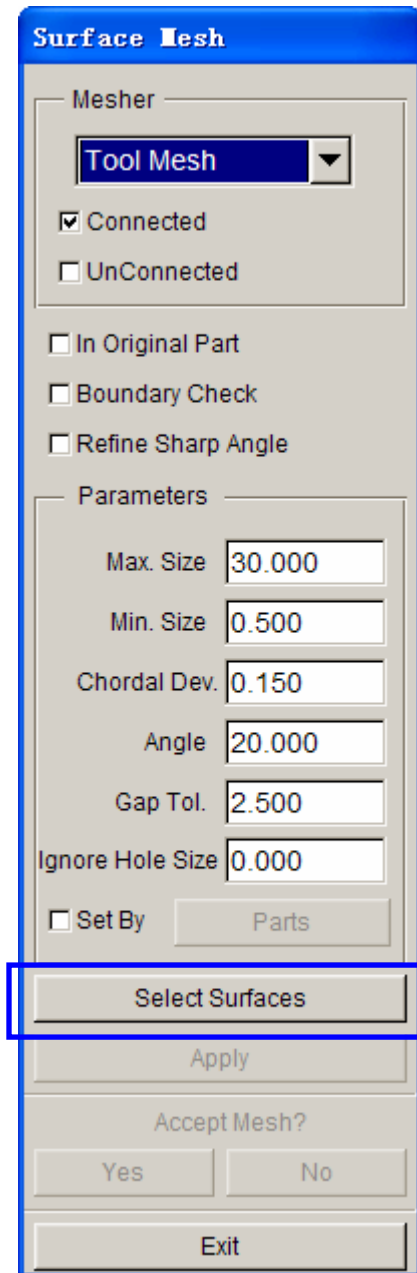 Surface Mesh
Mesher
Tool Mesh
Connected
UnConnected
In Original Part
Boundary Check
Refine Sharp Angle
Parameters
Max. Size 30.000
Min. Size 0.500
Chordal Dev. 0.150
Angle 20.000
Gap Tol. 2.500
Ignore Hole Size 0.000
Set By Parts
Select Surfaces
Apply
Accept Mesh?
Yes No
Exit